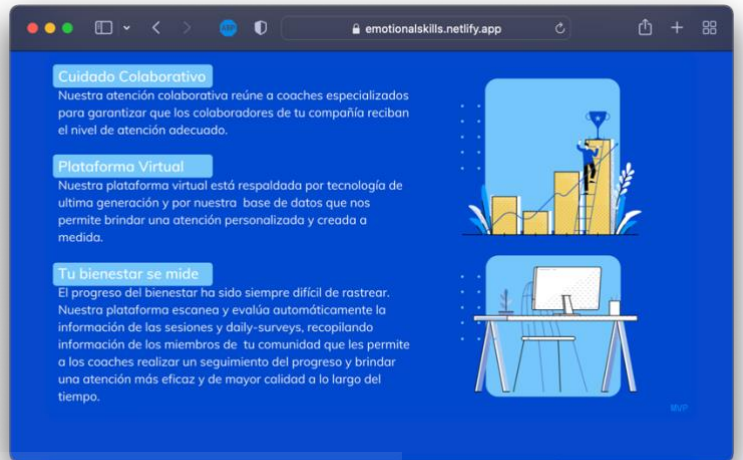 emotionalskills.netlify.app
Cuidado Colaborativo
Nuestra atención colaborativa reúne a coaches especializados
para garantizar que los colaboradores de tu compañía reciban
el nivel de atención adecuado.
Plataforma Virtual
Nuestra plataforma virtual está respaldada por tecnología de
ultima generación y por nuestra base de datos que nos
permite brindar una atención personalizada y creada a
medida.
Tu bienestar se mide
El progreso del bienestar ha sido siempre difícil de rastrear.
Nuestra plataforma escanea y evalúa automáticamente la
información de las sesiones y daily-surveys, recopilando
información de los miembros de tu comunidad que les permite
a los coaches realizar un seguimiento del progreso y brindar
una atención más eficaz y de mayor calidad a lo largo del
tiempo.
MVP